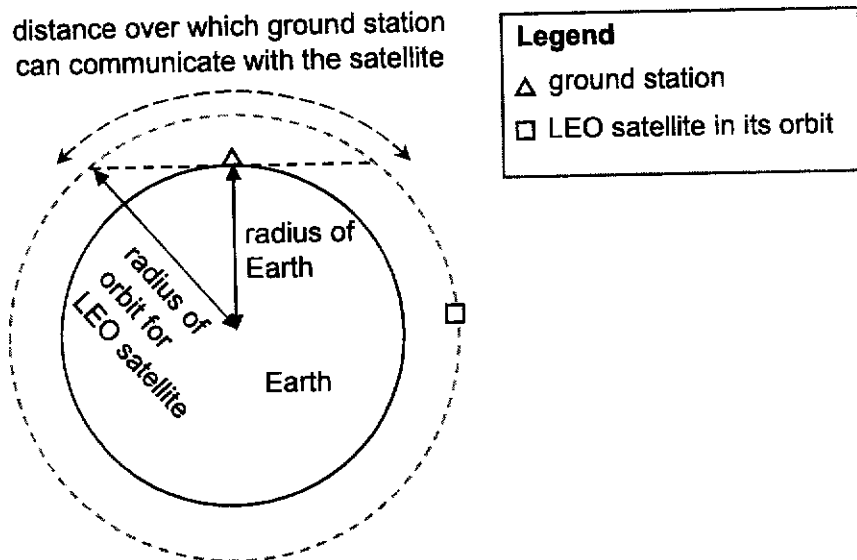 distance over which ground station
can communicate with the satellite
Legend
ground station
LEO satellite in its orbit
radius of
Earth
radius of
orbit for
LEO satellite
Earth